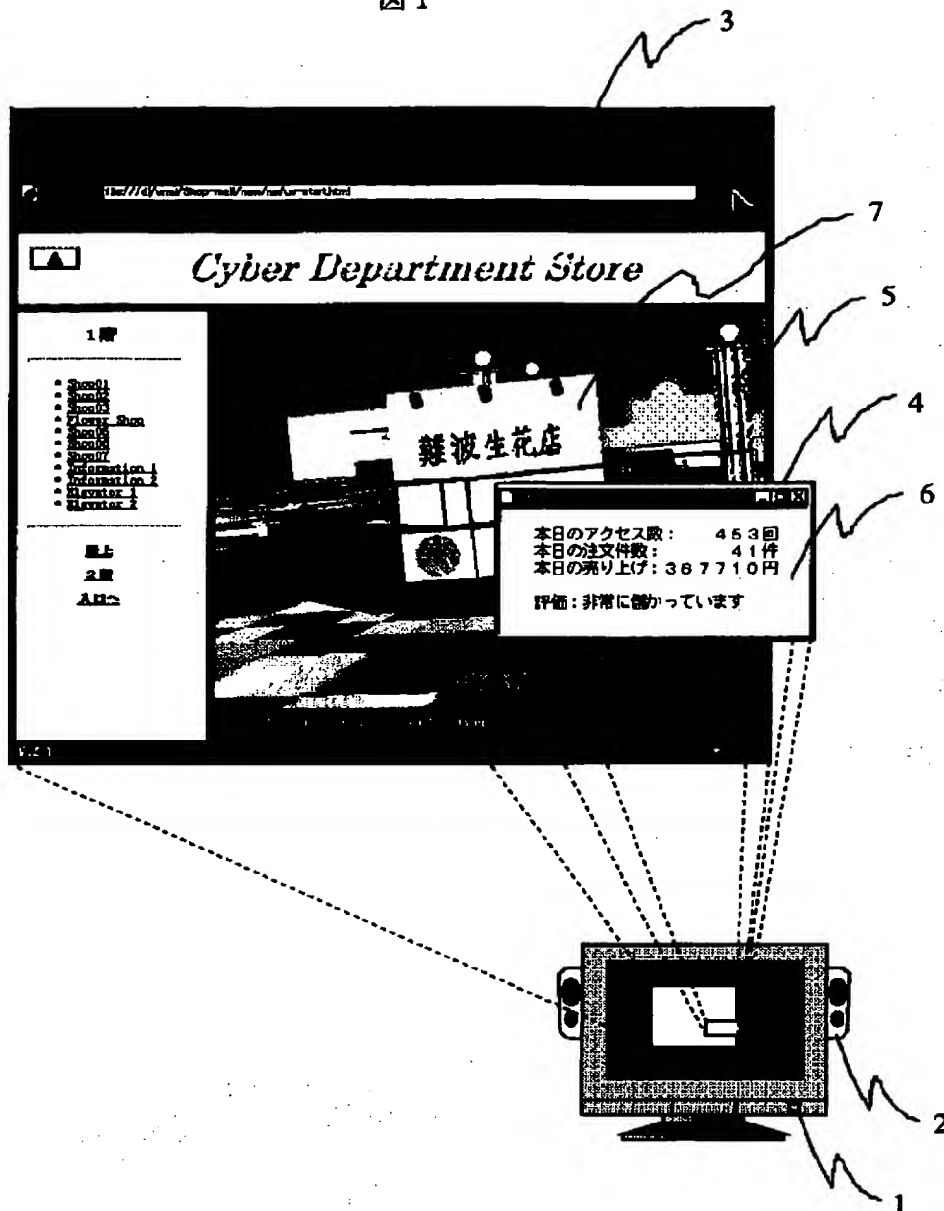 図1
3
7
Cyber Department Store
5
1階
Shop01
Flower Shop
Shop07
Information 1
Information 2
Elevator 1
Elevator 2
難波生花店
4
6
本日のアクセス数: 453回
本日の注文件数: 41件
本日の売り上げ:367710円
評価:非常に儲かっています
2階
入口へ
2
1